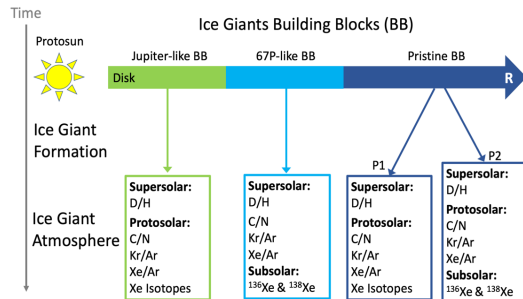 Time
Ice Giants Building Blocks (BB)
Protosun
Jupiter-like BB
67P-like BB
Pristine BB
Disk
R
Ice Giant
Formation
P1
P2
Ice Giant
Atmosphere
Supersolar:
D/H
Protosolar:
C/N
Kr/Ar
Xe/Ar
Xe Isotopes
Supersolar:
D/H
C/N
Kr/Ar
Xe/Ar
Subsolar:
¹³⁶Xe & ¹³⁸Xe
Supersolar:
D/H
Protosolar:
C/N
Kr/Ar
Xe/Ar
Xe Isotopes
Supersolar:
D/H
Protosolar:
C/N
Kr/Ar
Xe/Ar
Subsolar:
¹³⁶Xe & ¹³⁸Xe